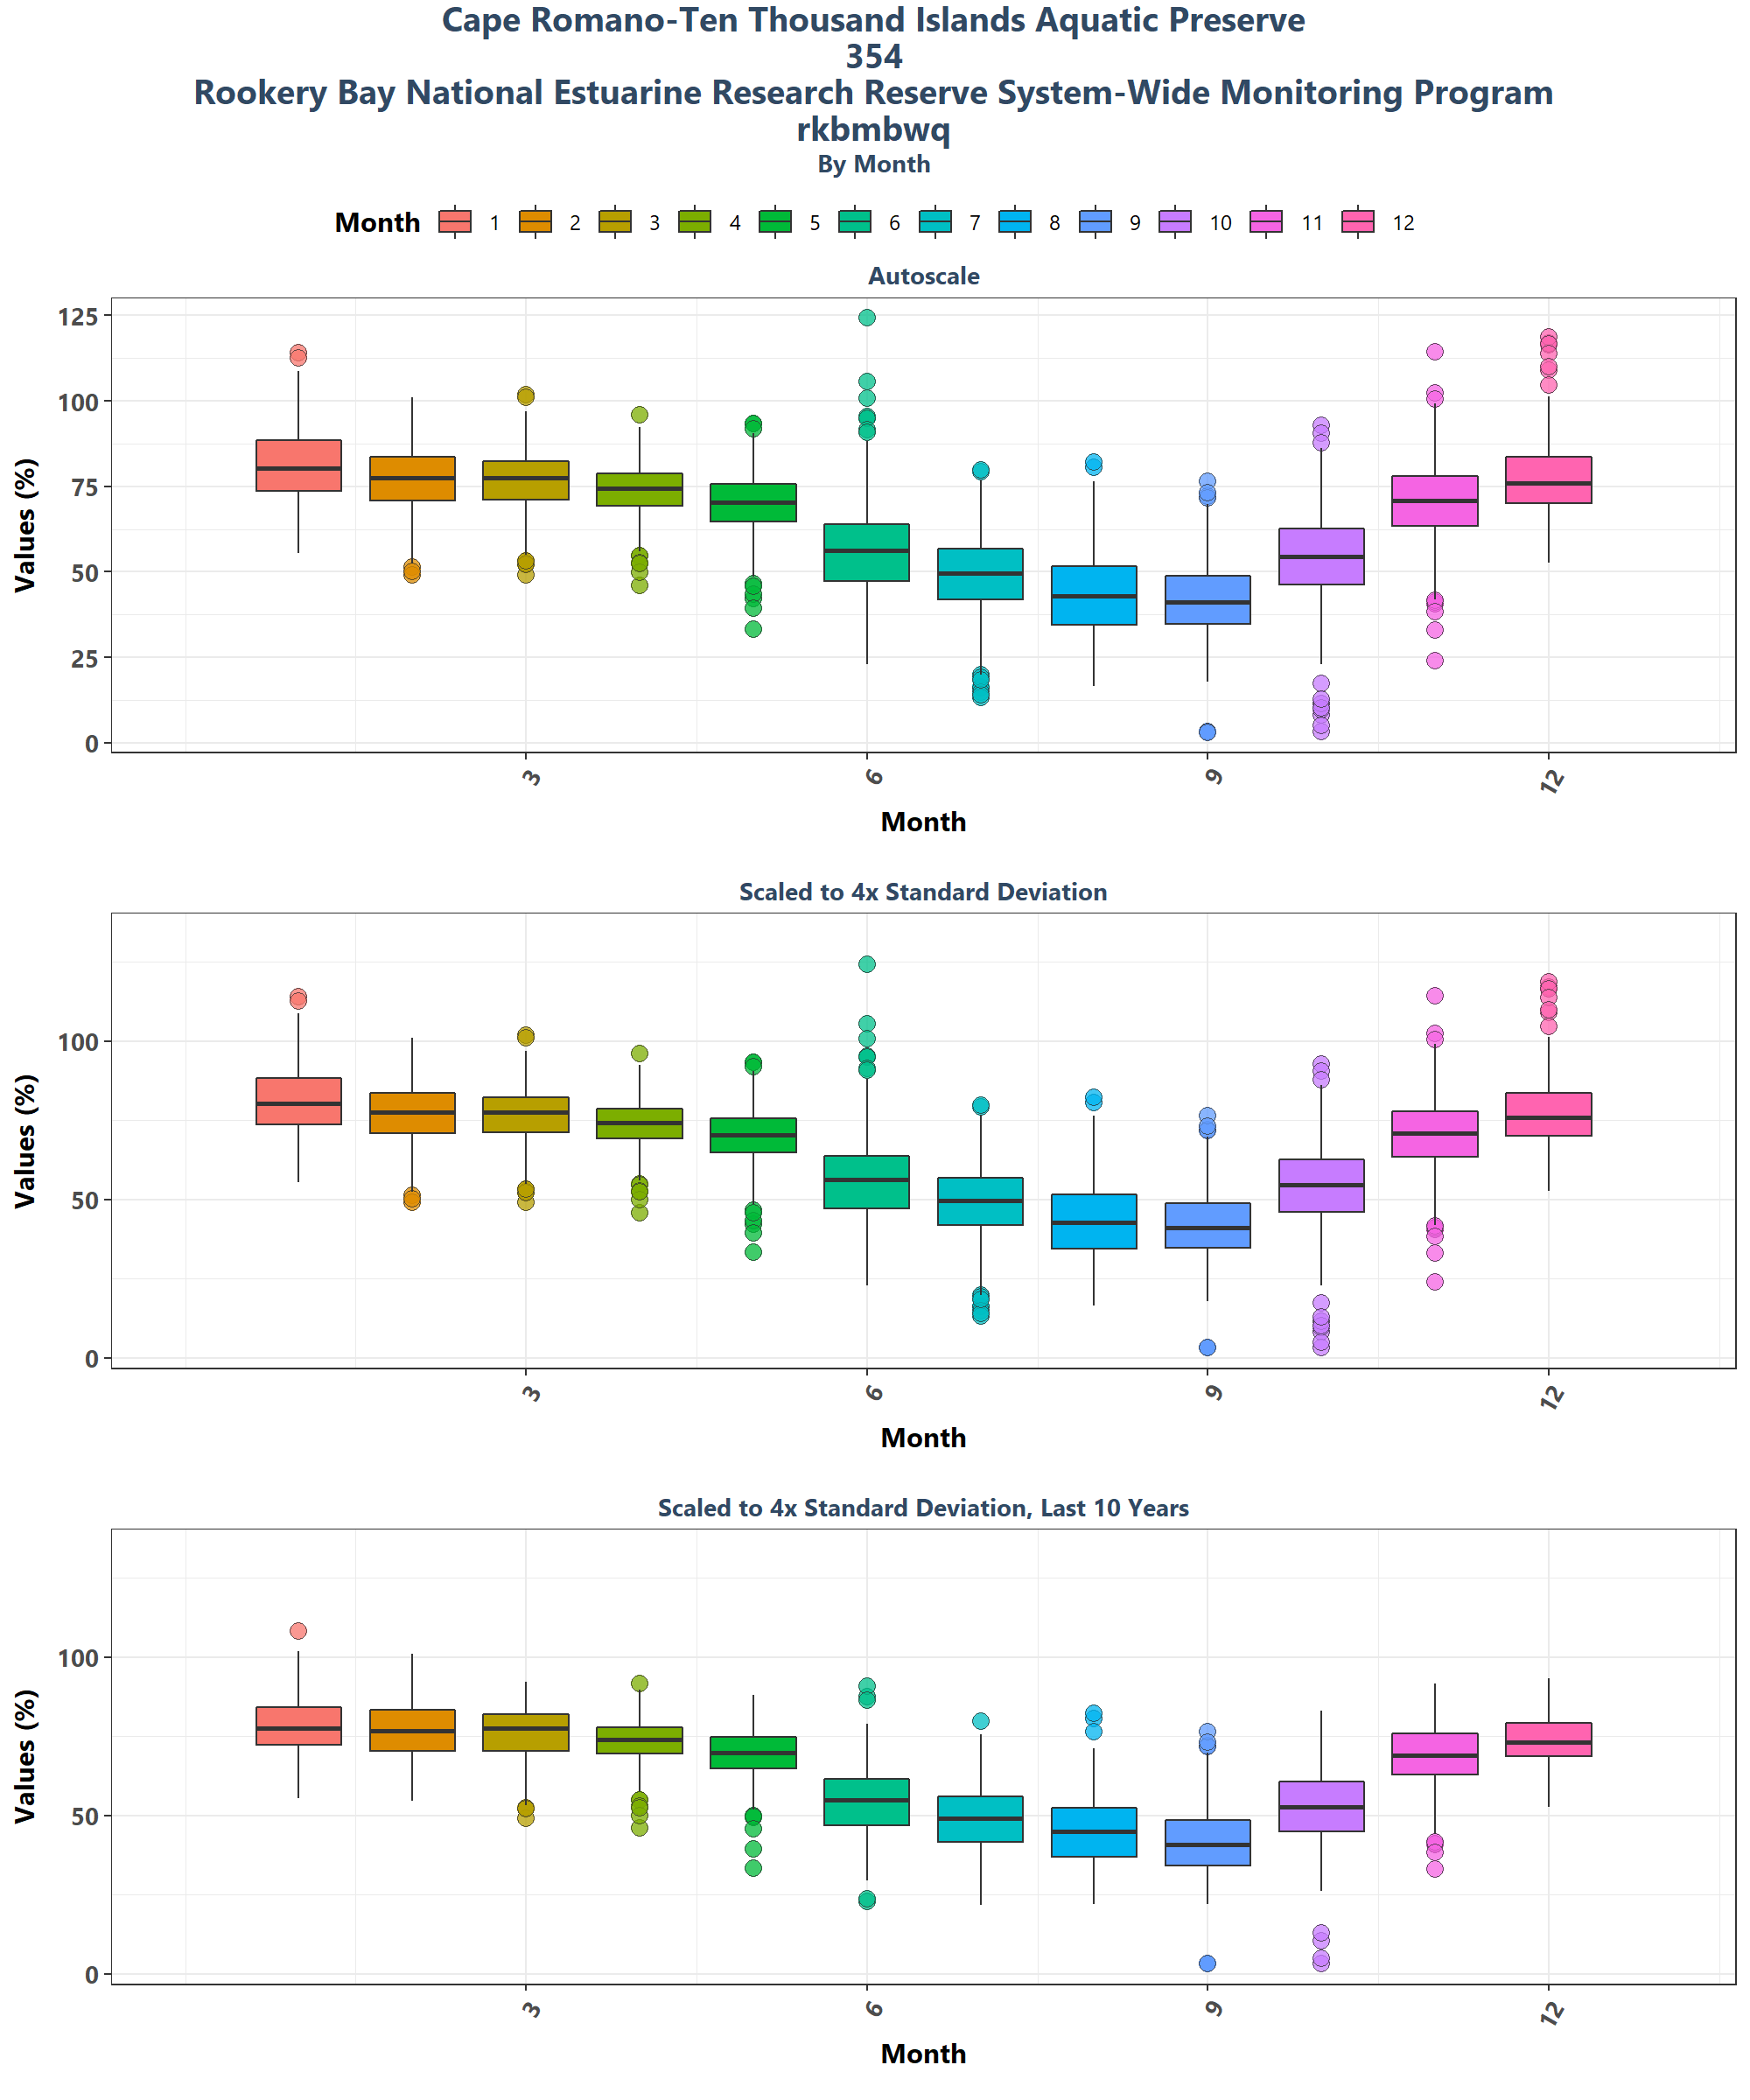 Cape Romano-Ten Thousand Islands Aquatic Preserve
354
Rookery Bay National Estuarine Research Reserve System-Wide Monitoring Program
rkbmbwq
By Month
Month 1 2 3 4 5 6 7 8 9 10 11 12
Autoscale
Values (%)
125
100
75
50
25
0
3 6 9 12
Month
Scaled to 4x Standard Deviation
Values (%)
100
50
0
3 6 9 12
Month
Scaled to 4x Standard Deviation, Last 10 Years
Values (%)
100
50
0
3 6 9 12
Month